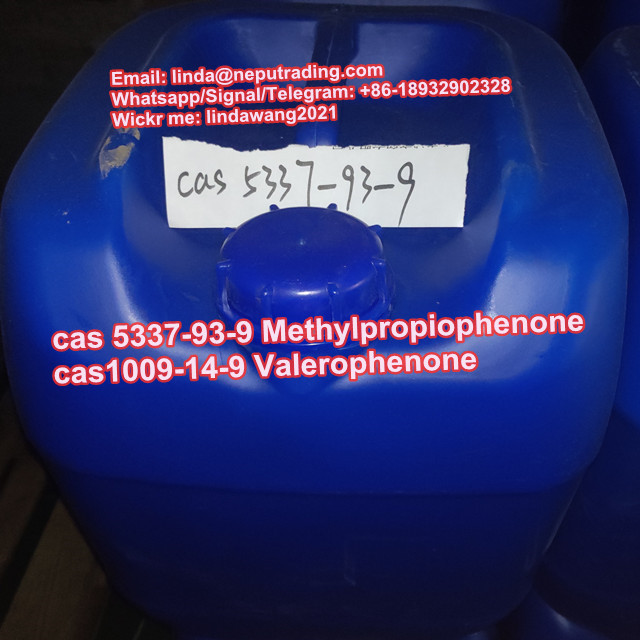 Email: linda@neputrading.com
Whatsapp/Signal/Telegram: +86-18932902328
Wickr me: lindawang2021
cas 5337-93-9
cas 5337-93-9 Methylpropiophenone
cas1009-14-9 Valerophenone